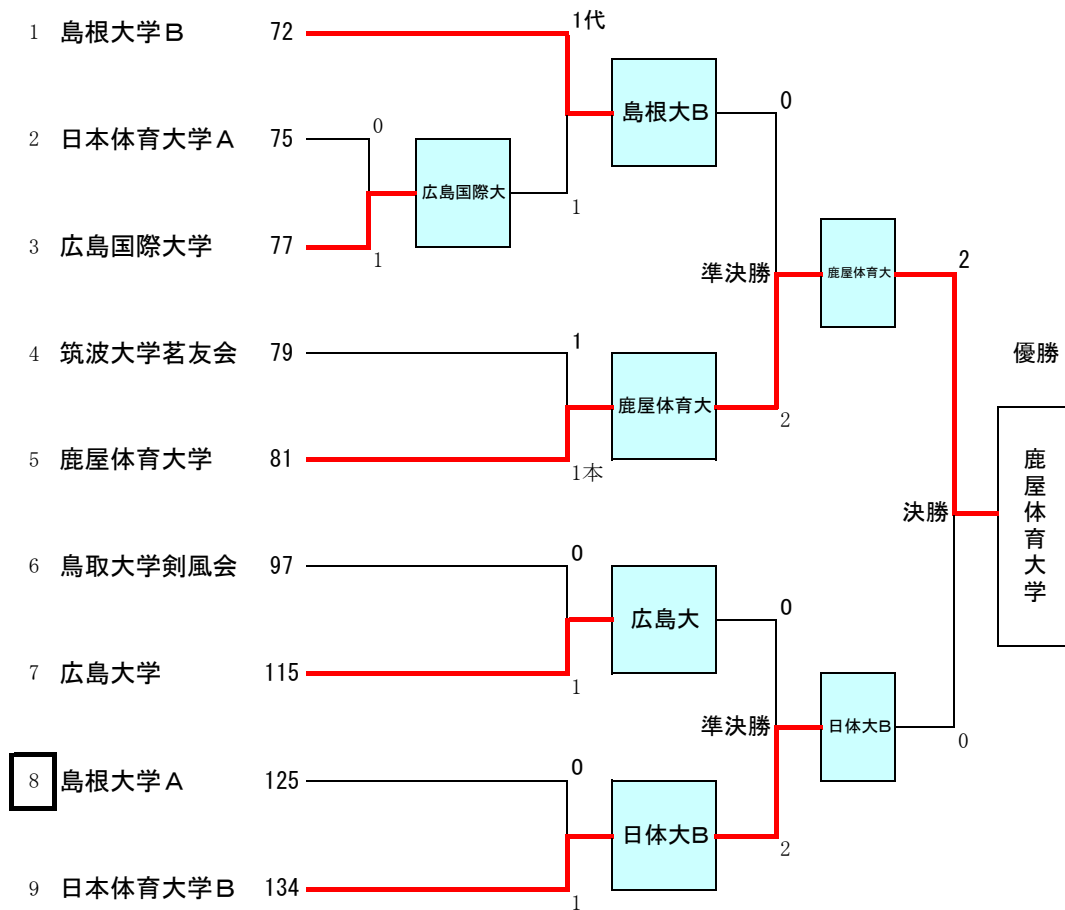 1 島根大学B 72
1代
島根大B
0
2 日本体育大学A 75
0
広島国際大
1
3 広島国際大学 77
1
準決勝
鹿屋体育大
2
4 筑波大学茗友会 79
1
鹿屋体育大
2
優勝
5 鹿屋体育大学 81
1本
鹿屋体育大学
決勝
6 鳥取大学剣風会 97
0
広島大
0
7 広島大学 115
1
準決勝
日体大B
0
8 島根大学A 125
0
日体大B
2
9 日本体育大学B 134
1